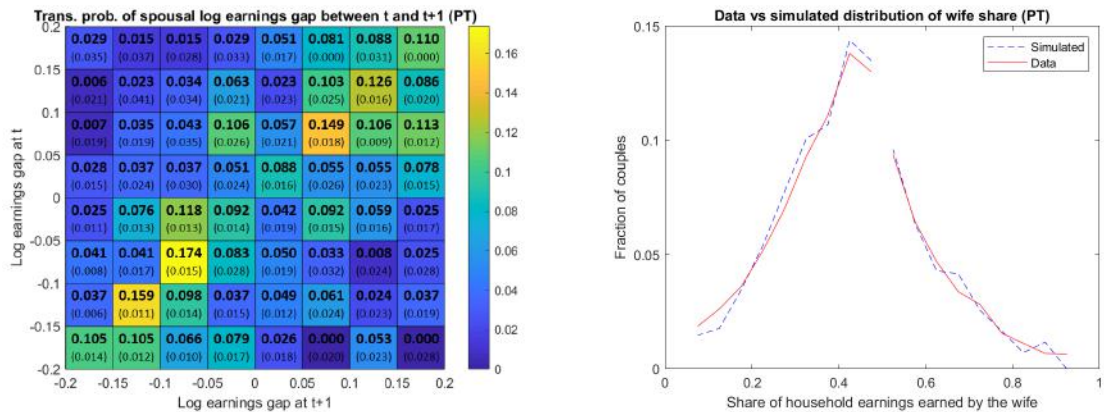 Trans. prob. of spousal log earnings gap between t and t+1 (PT)
0.2
0.15
0.1
0.05
0
-0.05
-0.1
-0.15
-0.2
Log earnings gap at t
0.029 0.015 0.015 0.029 0.051 0.081 0.088 0.110
(0.035) (0.037) (0.028) (0.033) (0.017) (0.000) (0.031) (0.000)
0.006 0.023 0.034 0.063 0.023 0.103 0.126 0.086
(0.021) (0.041) (0.034) (0.021) (0.023) (0.025) (0.016) (0.020)
0.007 0.035 0.043 0.106 0.057 0.149 0.106 0.113
(0.019) (0.019) (0.035) (0.026) (0.021) (0.018) (0.009) (0.012)
0.028 0.037 0.037 0.051 0.088 0.055 0.055 0.078
(0.015) (0.024) (0.030) (0.024) (0.016) (0.026) (0.023) (0.015)
0.025 0.076 0.118 0.092 0.042 0.092 0.059 0.025
(0.011) (0.013) (0.013) (0.014) (0.019) (0.015) (0.016) (0.017)
0.041 0.041 0.174 0.083 0.050 0.033 0.008 0.025
(0.008) (0.017) (0.015) (0.028) (0.019) (0.032) (0.024) (0.028)
0.037 0.159 0.098 0.037 0.049 0.061 0.024 0.037
(0.006) (0.011) (0.014) (0.015) (0.012) (0.024) (0.023) (0.019)
0.105 0.105 0.066 0.079 0.026 0.000 0.053 0.000
(0.014) (0.012) (0.010) (0.017) (0.018) (0.020) (0.023) (0.028)
-0.2 -0.15 -0.1 -0.05 0 0.05 0.1 0.15 0.2
Log earnings gap at t+1
0.16
0.14
0.12
0.1
0.08
0.06
0.04
0.02
0
Data vs simulated distribution of wife share (PT)
Simulated
Data
0.15
0.1
0.05
0
Fraction of couples
0 0.2 0.4 0.6 0.8 1
Share of household earnings earned by the wife